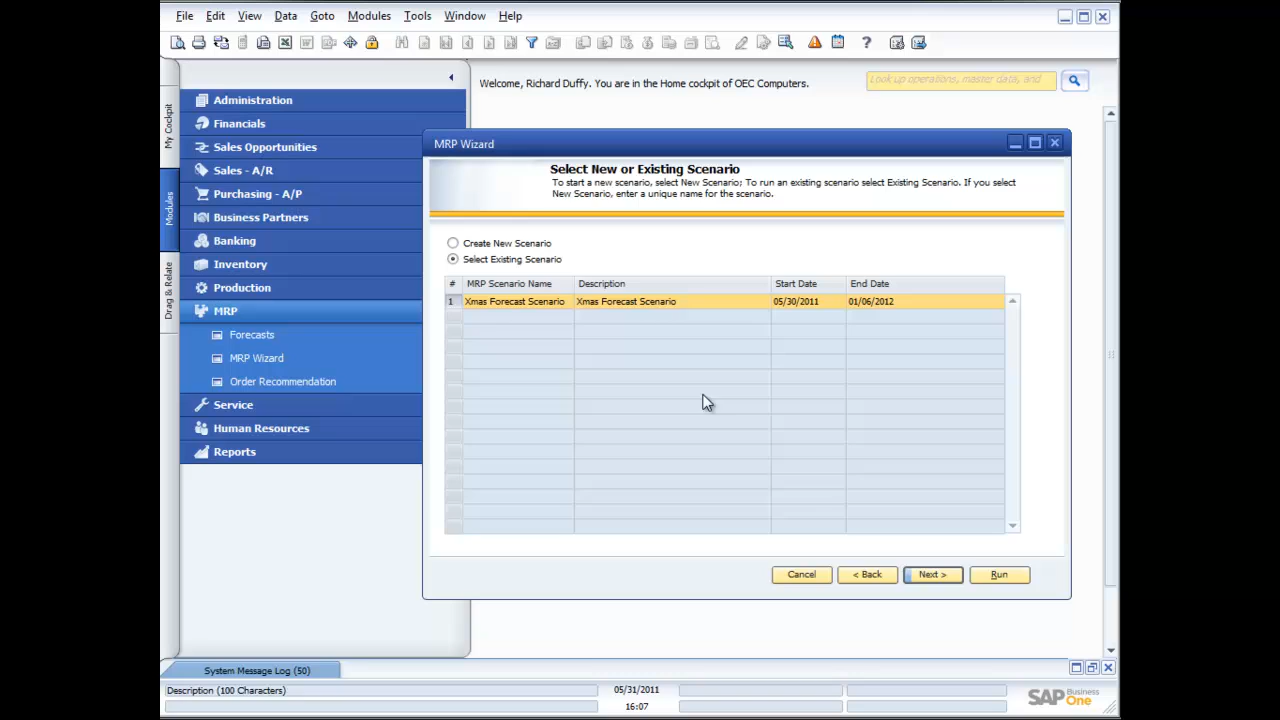 File Edit View Data Goto Modules Tools Window Help
Welcome, Richard Duffy. You are in the Home cockpit of OEC Computers.
Look up operations, master data, and
My Cockpit
Modules
Drag & Relate
Administration
Financials
Sales Opportunities
Sales - A/R
Purchasing - A/P
Business Partners
Banking
Inventory
Production
MRP
Forecasts
MRP Wizard
Order Recommendation
Service
Human Resources
Reports
MRP Wizard
Select New or Existing Scenario
To start a new scenario, select New Scenario; To run an existing scenario select Existing Scenario. If you select
New Scenario, enter a unique name for the scenario.
Create New Scenario
Select Existing Scenario
# MRP Scenario Name Description Start Date End Date
1 Xmas Forecast Scenario Xmas Forecast Scenario 05/30/2011 01/06/2012
Cancel < Back Next > Run
System Message Log (50)
Description (100 Characters) 05/31/2011
16:07
SAP Business One